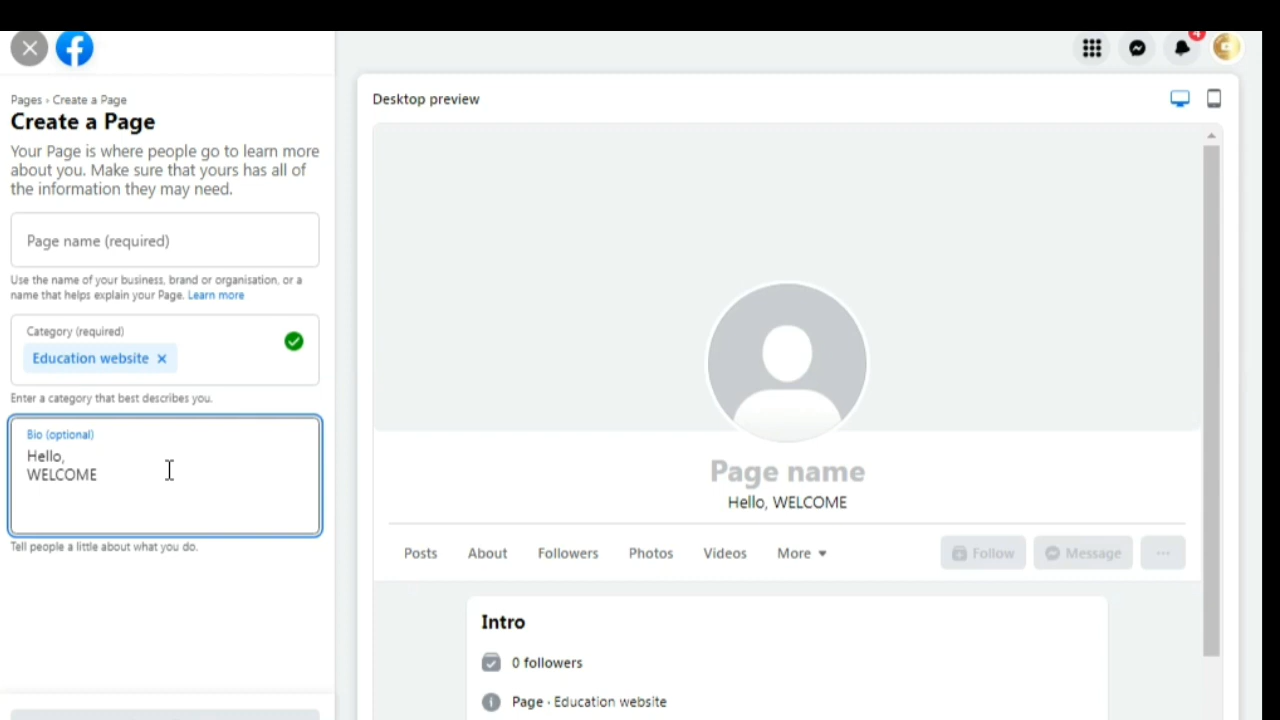 4
Pages › Create a Page
Create a Page
Your Page is where people go to learn more
about you. Make sure that yours has all of
the information they may need.
Page name (required)
Use the name of your business, brand or organisation, or a
name that helps explain your Page. Learn more
Category (required)
Education website ×
Enter a category that best describes you.
Bio (optional)
Hello,
WELCOME
Tell people a little about what you do.
Desktop preview
Page name
Hello, WELCOME
Posts About Followers Photos Videos More Follow Message ...
Intro
0 followers
Page · Education website